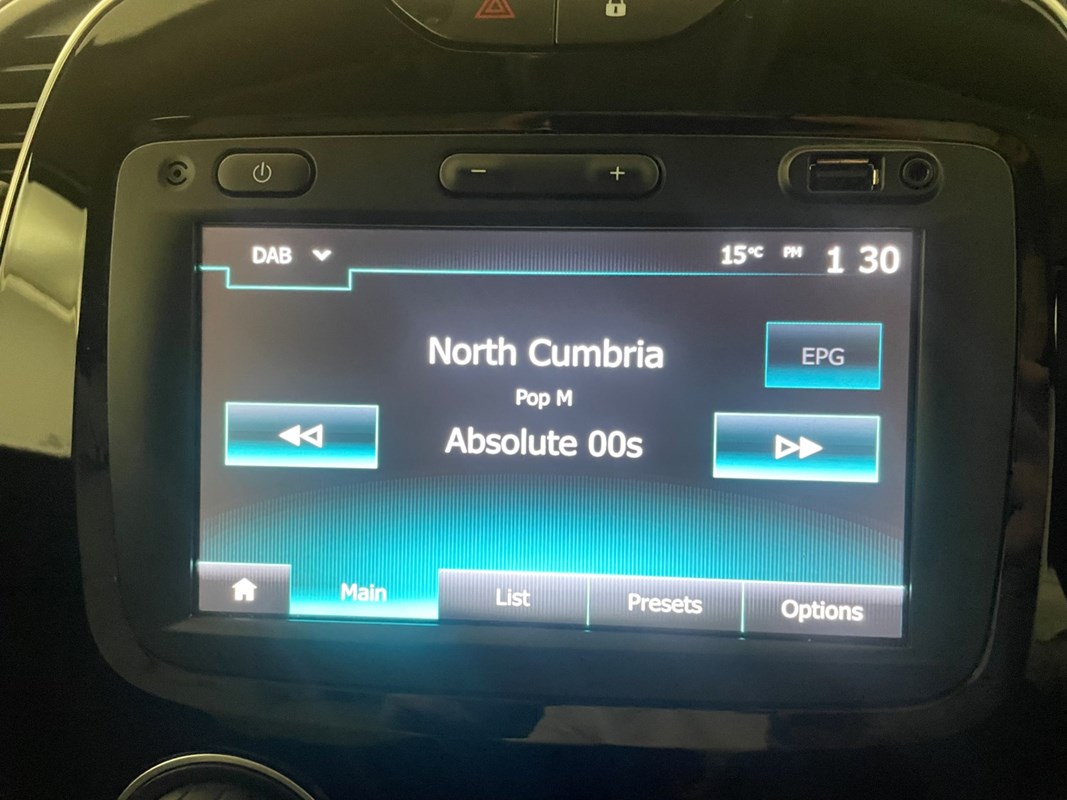 DAB
15°C PM 1 30
North Cumbria
EPG
Pop M
Absolute 00s
Main
List
Presets
Options